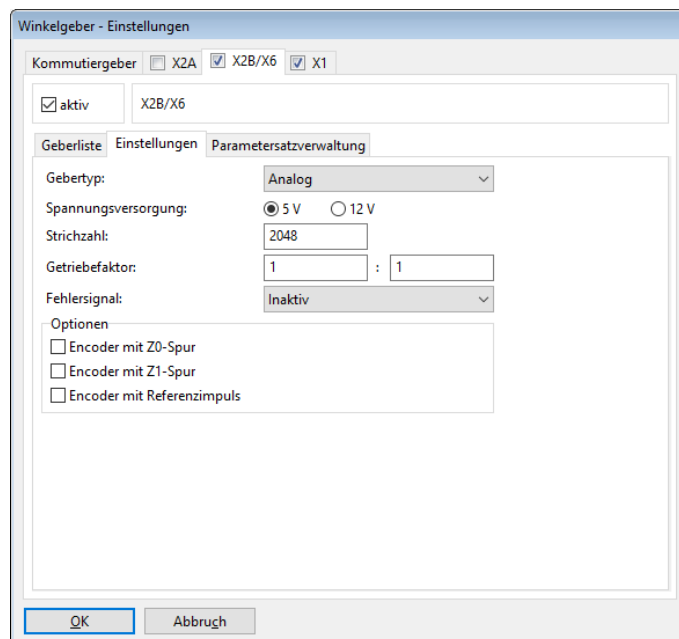 Winkelgeber - Einstellungen
Kommutiergeber X2A X2B/X6 X1
aktiv X2B/X6
Geberliste Einstellungen Parametersatzverwaltung
Gebertyp: Analog
Spannungsversorgung: 5 V 12 V
Strichzahl: 2048
Getriebefaktor: 1 : 1
Fehlersignal: Inaktiv
Optionen
Encoder mit Z0-Spur
Encoder mit Z1-Spur
Encoder mit Referenzimpuls
OK Abbruch